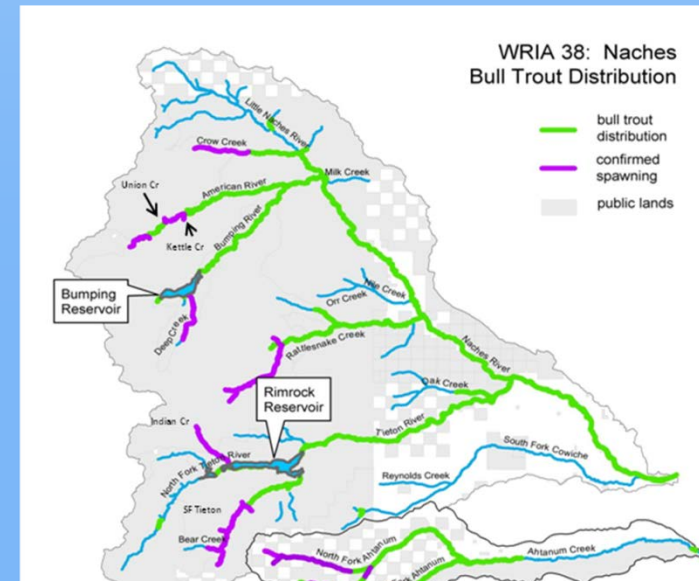 WRIA 38: Naches
Bull Trout Distribution
bull trout
distribution
confirmed
spawning
public lands
Little Naches River
Crow Creek
Milk Creek
Union Cr
American River
Kettle Cr
Bumping River
Bumping
Reservoir
Deep Creek
Nile Creek
Orr Creek
Rattlesnake Creek
Naches River
Rimrock
Reservoir
Oak Creek
Tieton River
Indian Cr
North Fork Tieton River
South Fork Cowiche
Reynolds Creek
SF Tieton
Bear Creek
North Fork Ahtanum
Ahtanum Creek
Fork Ahtanum